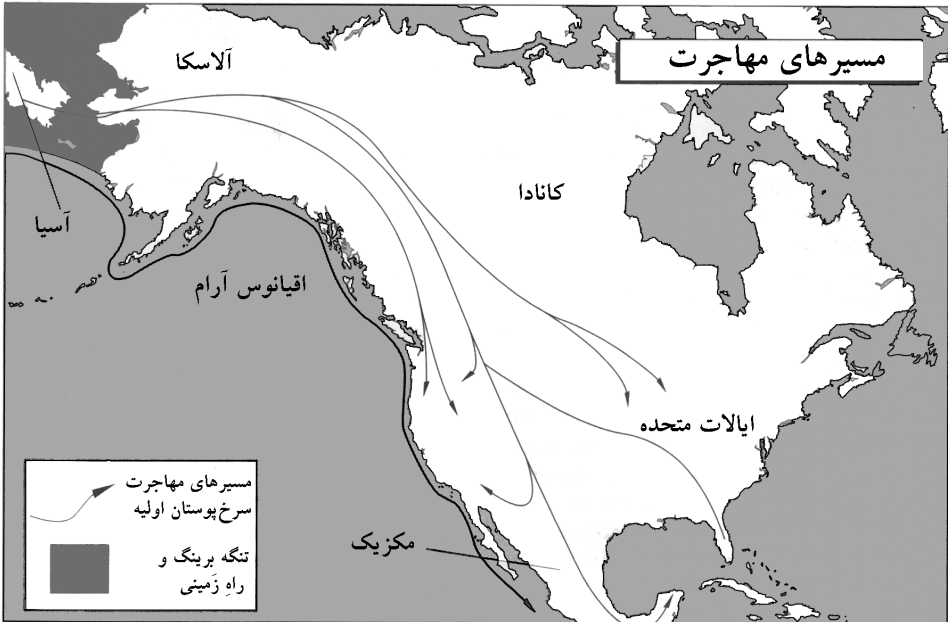 مسیرهای مهاجرت
آلاسکا
کانادا
آسیا
اقیانوس آرام
ایالات متحده
مکزیک
مسیرهای مهاجرت
سرخ‌پوستان اولیه
تنگه برینگ و
راهِ زَمینی